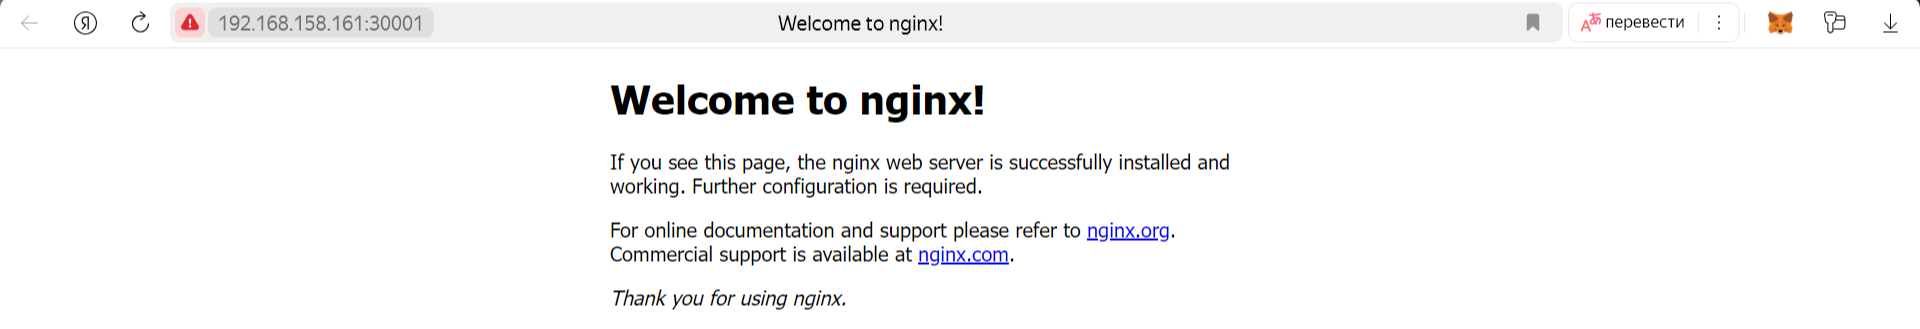 Я
192.168.158.161:30001
Welcome to nginx!
Aあ перевести
Welcome to nginx!
If you see this page, the nginx web server is successfully installed and
working. Further configuration is required.
For online documentation and support please refer to nginx.org.
Commercial support is available at nginx.com.
Thank you for using nginx.